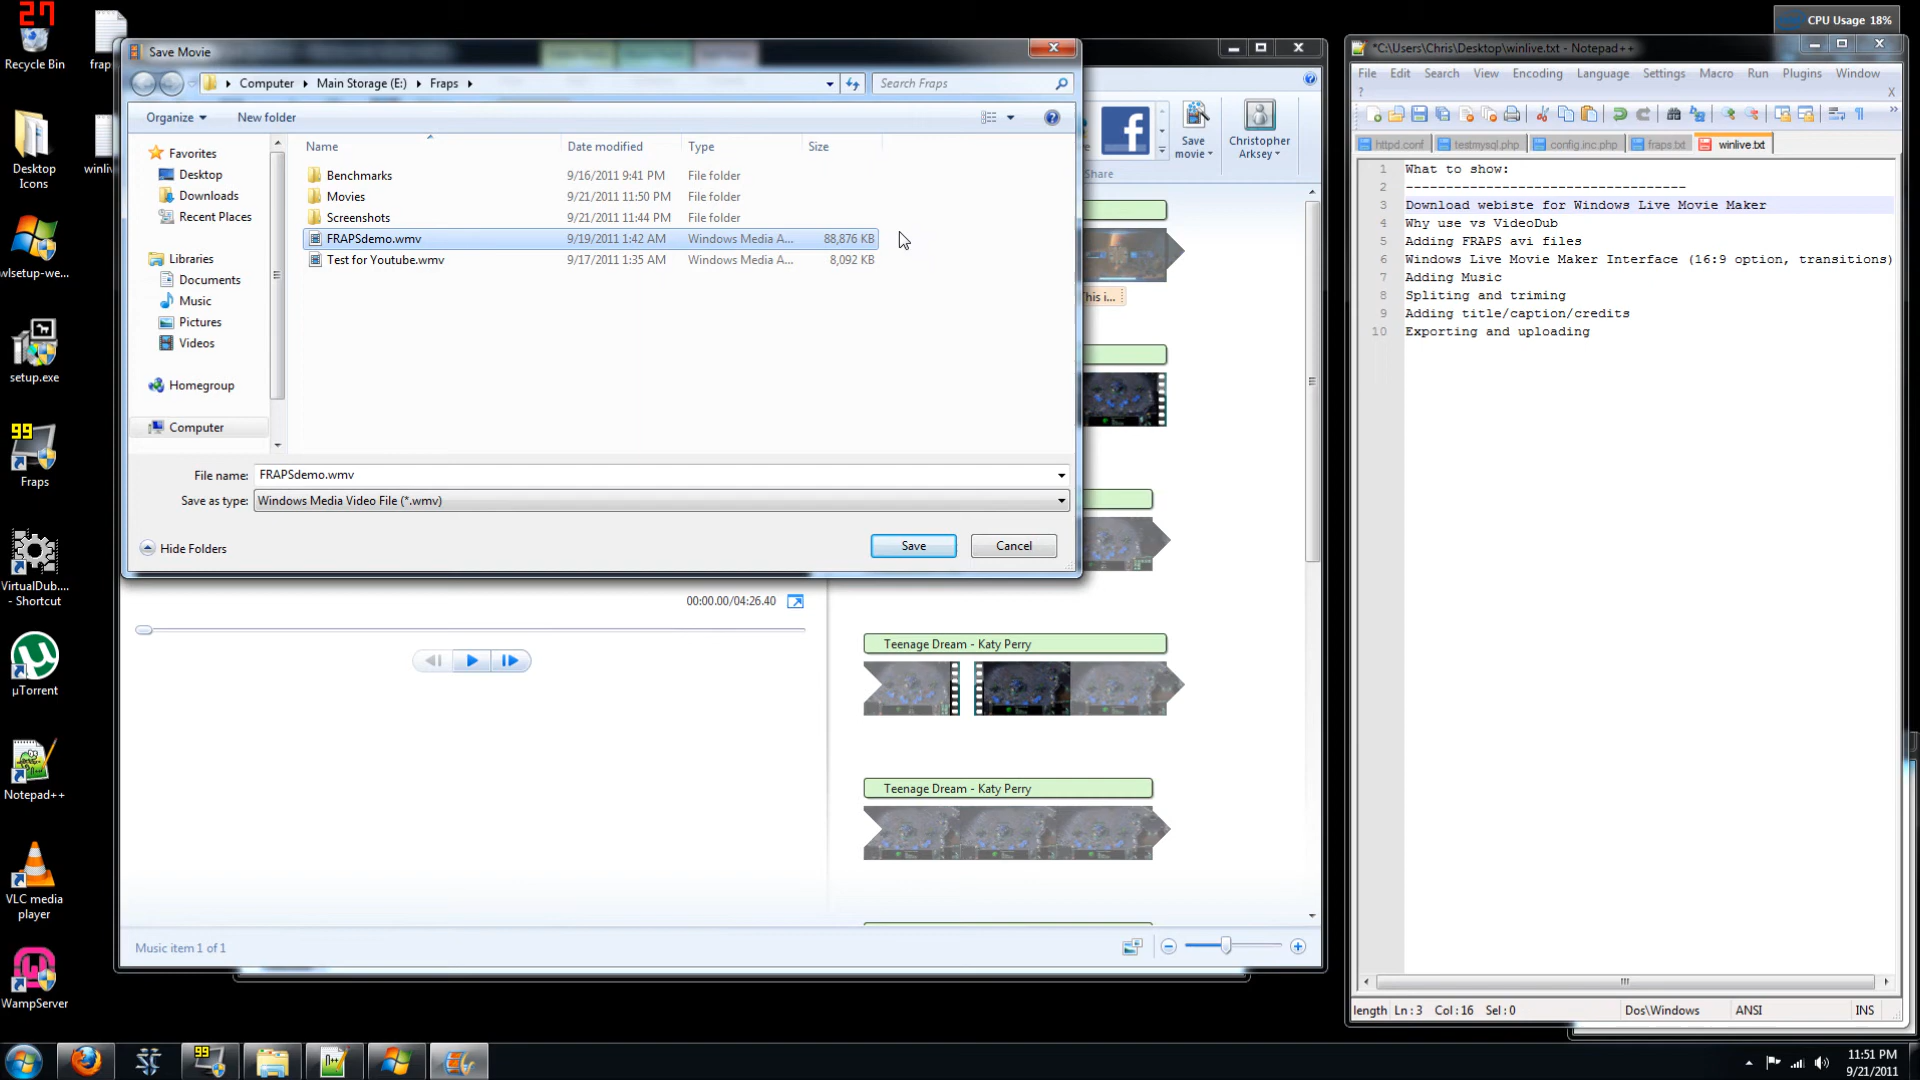 27
Recycle Bin
frap
Desktop
Icons
winliv
wlsetup-we...
setup.exe
99
Fraps
VirtualDub....
- Shortcut
µTorrent
Notepad++
VLC media
player
WampServer
Save Movie
Computer
Main Storage (E:)
Fraps
Search Fraps
Organize
New folder
Favorites
Desktop
Downloads
Recent Places
Libraries
Documents
Music
Pictures
Videos
Homegroup
Computer
Name
Date modified
Type
Size
Benchmarks 9/16/2011 9:41 PM File folder
Movies 9/21/2011 11:50 PM File folder
Screenshots 9/21/2011 11:44 PM File folder
FRAPSdemo.wmv 9/19/2011 1:42 AM Windows Media A... 88,876 KB
Test for Youtube.wmv 9/17/2011 1:35 AM Windows Media A... 8,092 KB
File name: FRAPSdemo.wmv
Save as type: Windows Media Video File (*.wmv)
Hide Folders
Save
Cancel
Save
movie
Christopher
Arksey
Share
This i...
00:00.00/04:26.40
Teenage Dream - Katy Perry
Teenage Dream - Katy Perry
Music item 1 of 1
CPU Usage 18%
*C:\Users\Chris\Desktop\winlive.txt - Notepad++
File Edit Search View Encoding Language Settings Macro Run Plugins Window
?
X
httpd.conf testmysql.php config.inc.php fraps.txt winlive.txt
1 What to show:
2 -----------------------------------
3 Download webiste for Windows Live Movie Maker
4 Why use vs VideoDub
5 Adding FRAPS avi files
6 Windows Live Movie Maker Interface (16:9 option, transitions)
7 Adding Music
8 Spliting and triming
9 Adding title/caption/credits
10 Exporting and uploading
length Ln : 3 Col : 16 Sel : 0 Dos\Windows ANSI INS
99
11:51 PM
9/21/2011